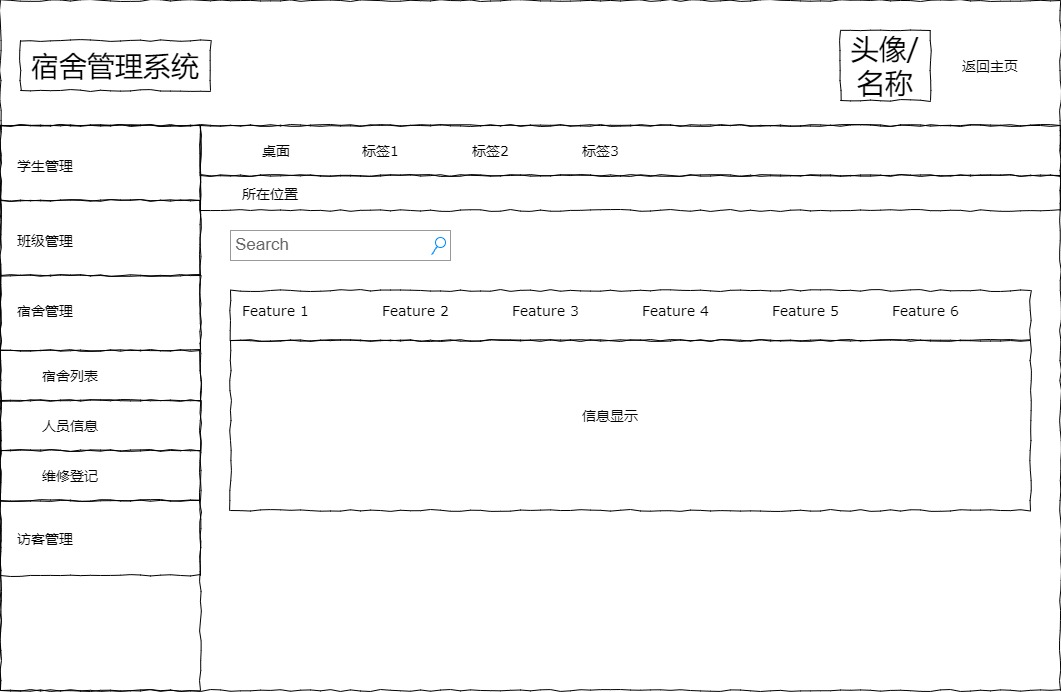 宿舍管理系统
头像/
名称
返回主页
学生管理
班级管理
宿舍管理
宿舍列表
人员信息
维修登记
访客管理
桌面 标签1 标签2 标签3
所在位置
Search
Feature 1 Feature 2 Feature 3 Feature 4 Feature 5 Feature 6
信息显示